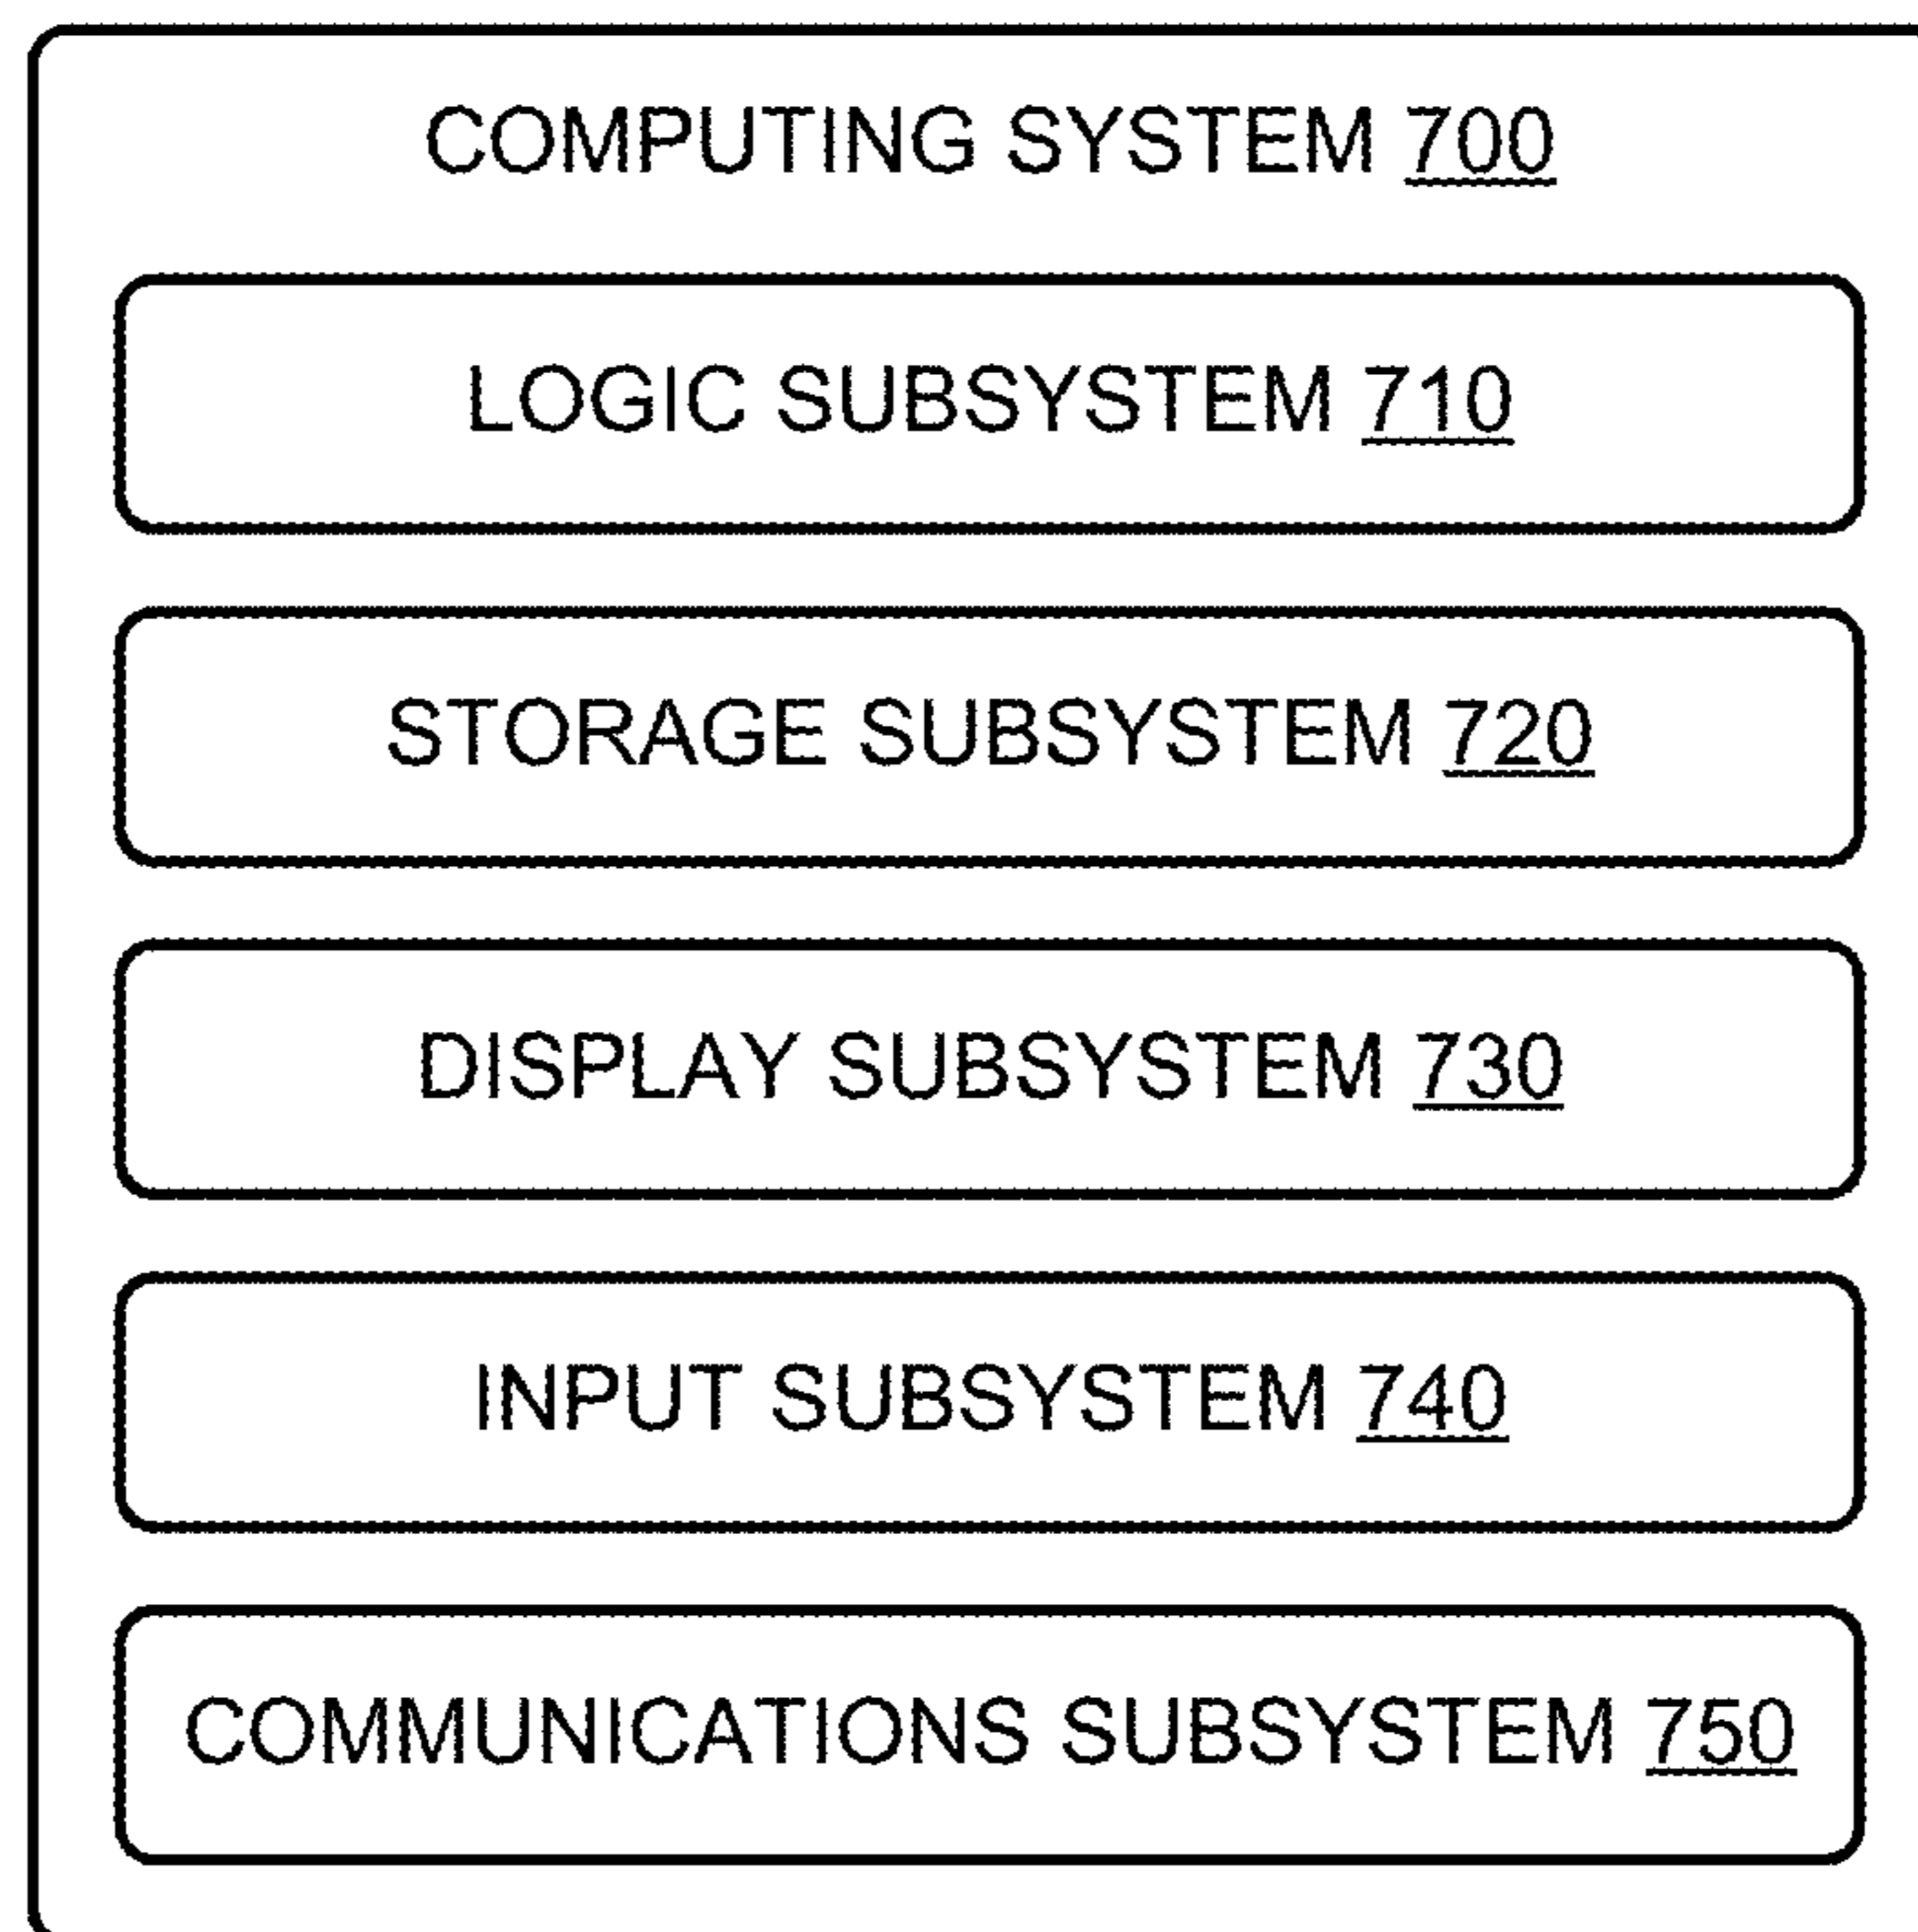 COMPUTING SYSTEM 700
LOGIC SUBSYSTEM 710
STORAGE SUBSYSTEM 720
DISPLAY SUBSYSTEM 730
INPUT SUBSYSTEM 740
COMMUNICATIONS SUBSYSTEM 750